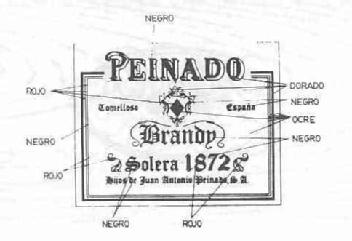 NEGRO
PEINADO
DORADO
ROJO
NEGRO
Tomelloso España
OCRE
Brandy
NEGRO
NEGRO
Solera 1872
ROJO
Hijos de Juan Antonio Peinado, S.A.
NEGRO
ROJO